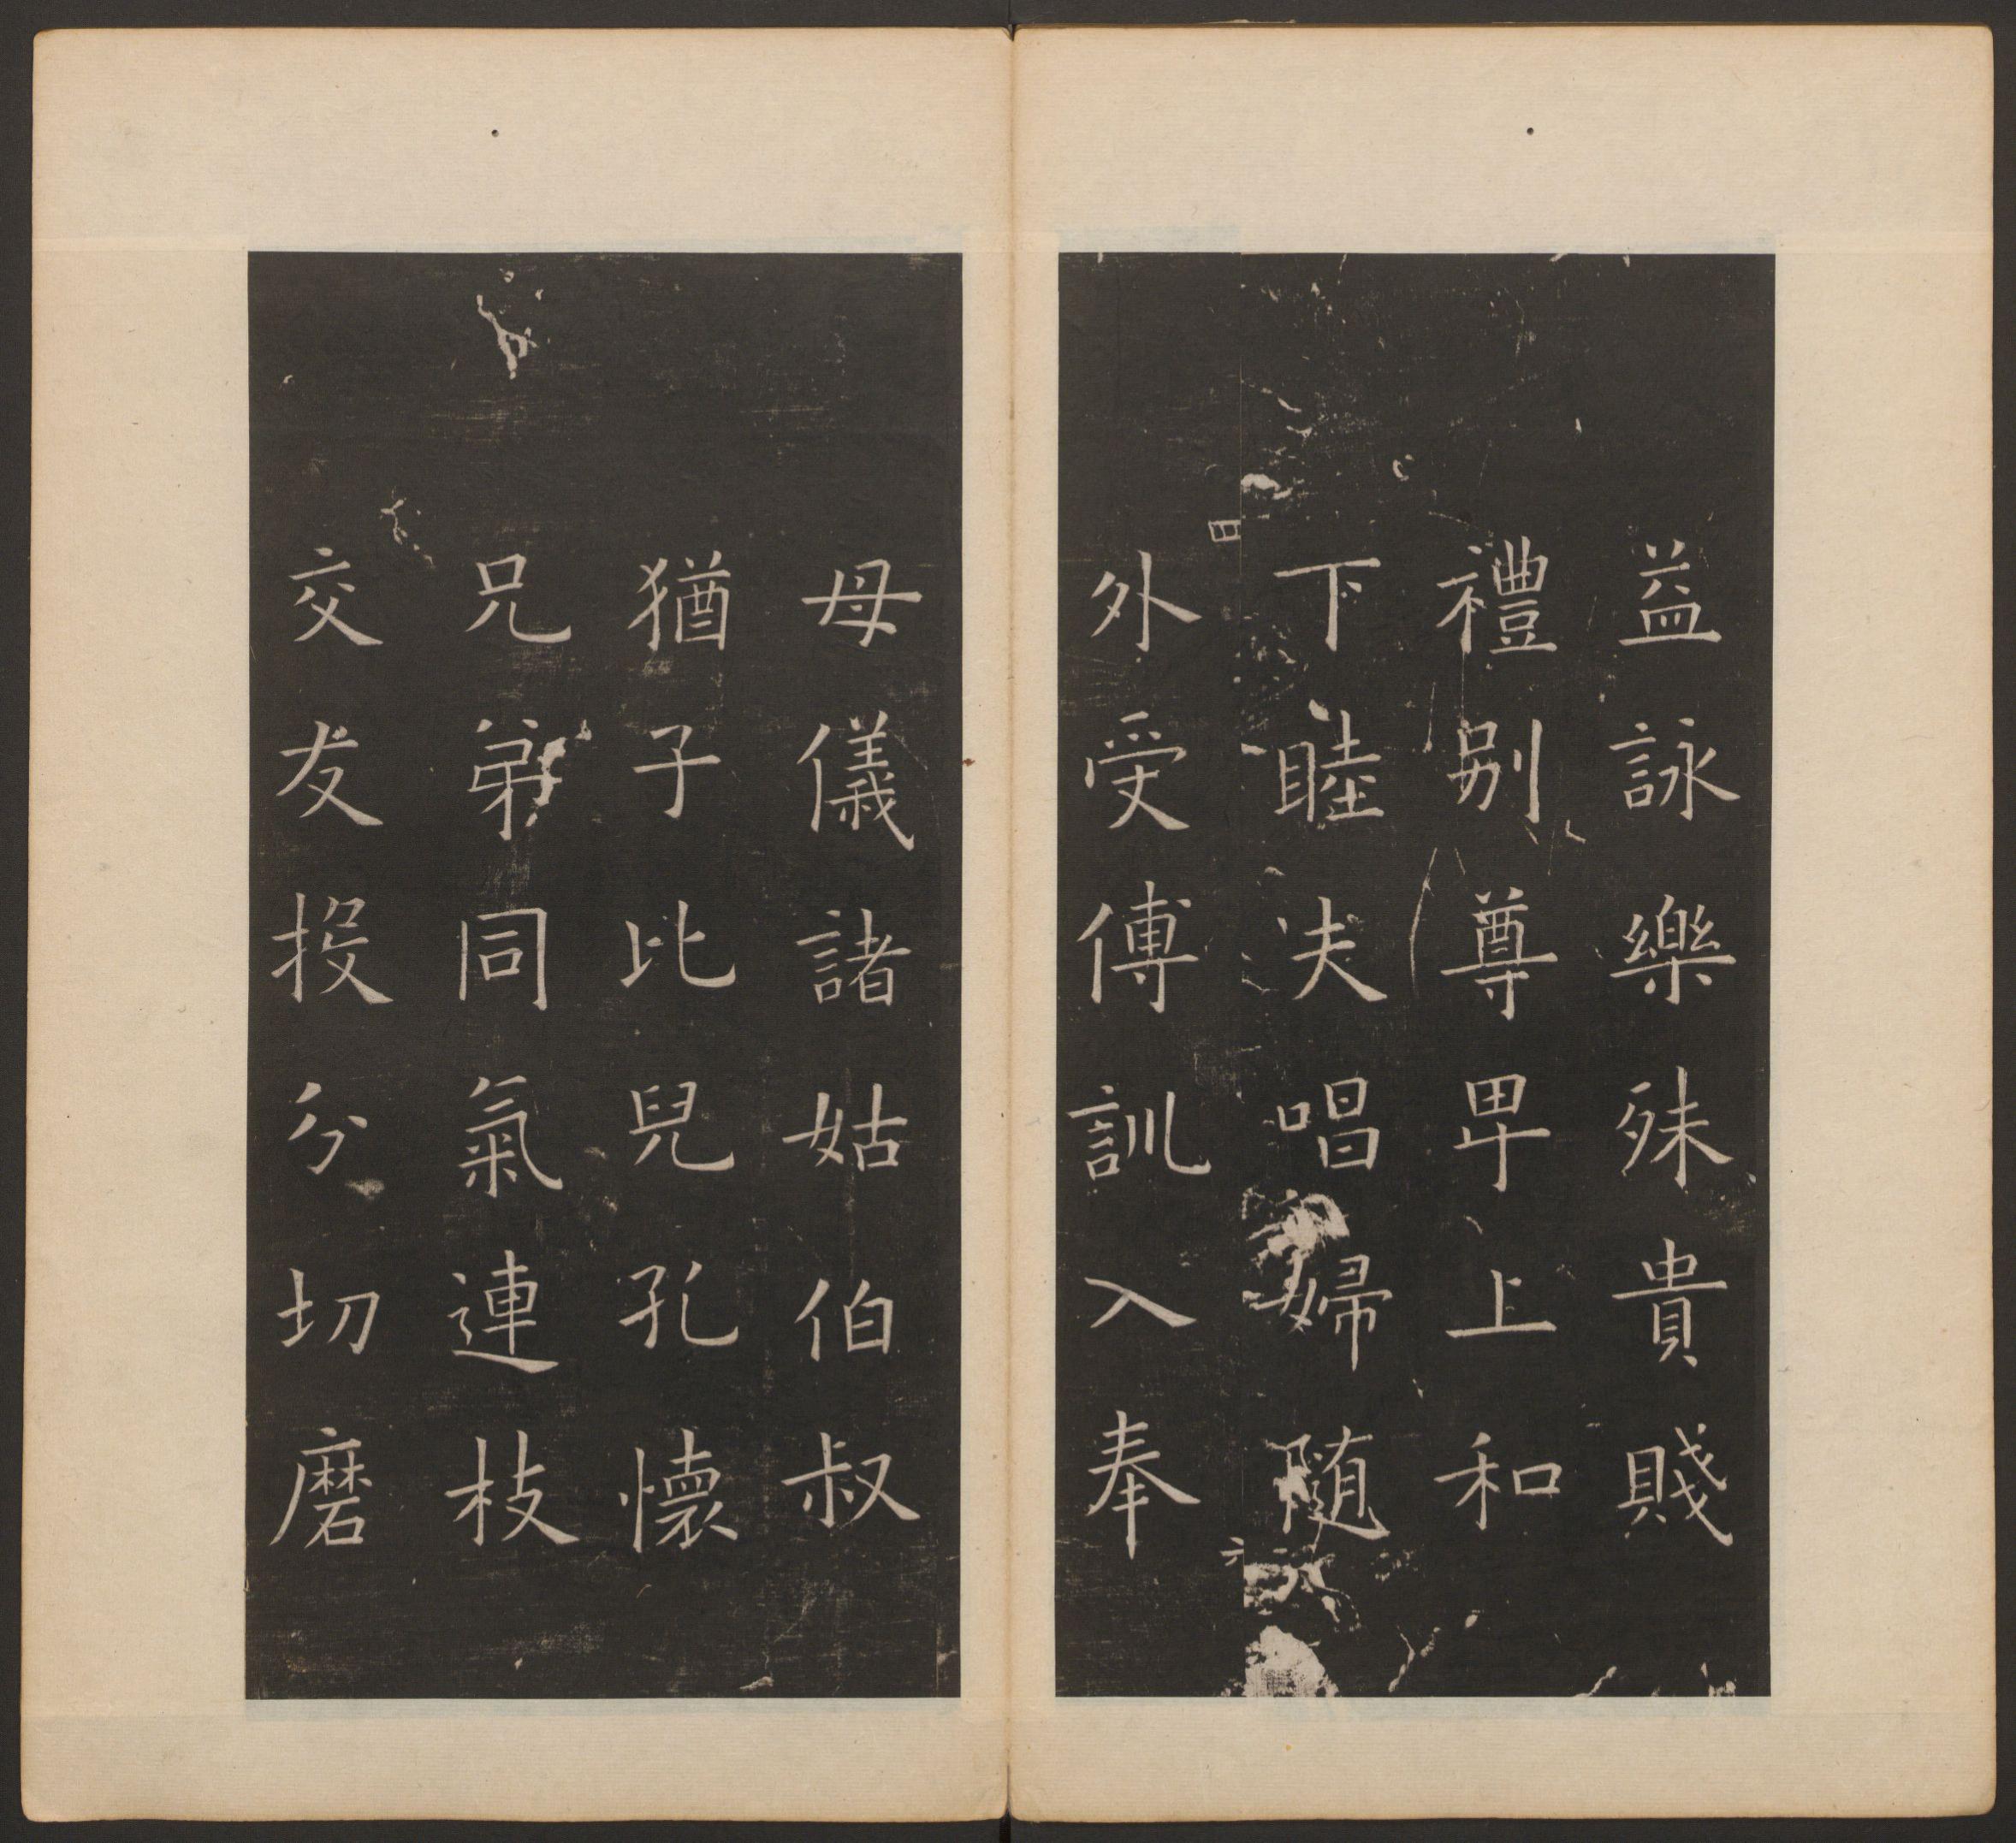 益詠樂殊貴賤
禮別尊卑上和
下睦夫唱婦随
外受傅訓入奉
母儀諸姑伯叔
猶子比兒孔懷
兄弟同氣連枝
交友投分切磨